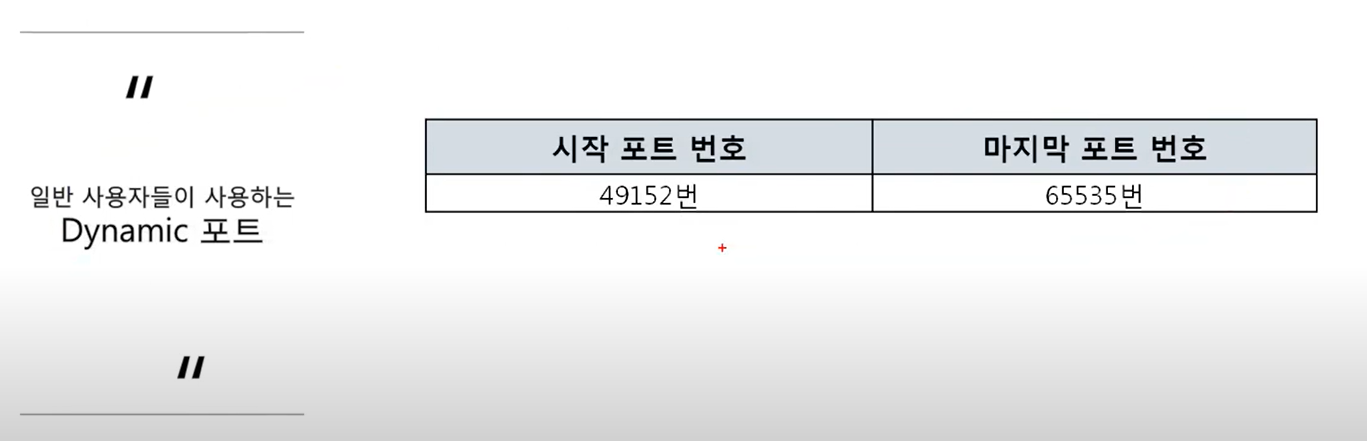 〃
일반 사용자들이 사용하는
Dynamic 포트
〃
시작 포트 번호 마지막 포트 번호
49152번 65535번